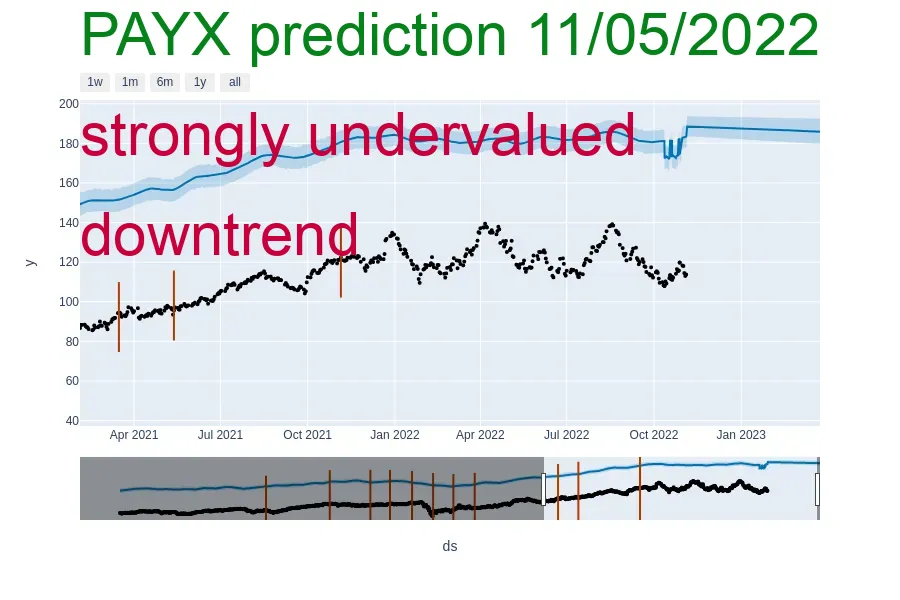 PAYX prediction 11/05/2022
1w 1m 6m 1y all
200
strongly undervalued
180
160
140
downtrend
120
y
100
80
60
40
Apr 2021 Jul 2021 Oct 2021 Jan 2022 Apr 2022 Jul 2022 Oct 2022 Jan 2023
ds